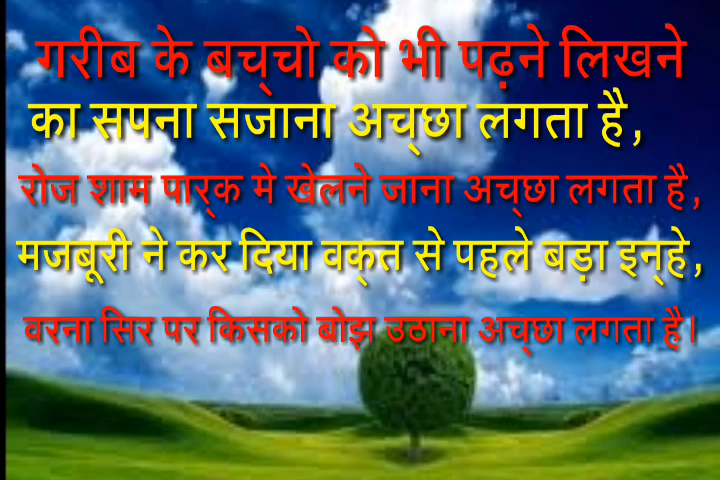 गरीब के बच्चो को भी पढ़ने लिखने
का सपना सजाना अच्छा लगता है,
रोज शाम पार्क मे खेलने जाना अच्छा लगता है,
मजबूरी ने कर दिया वक्त से पहले बड़ा इन्हे,
वरना सिर पर किसको बोझ उठाना अच्छा लगता है।